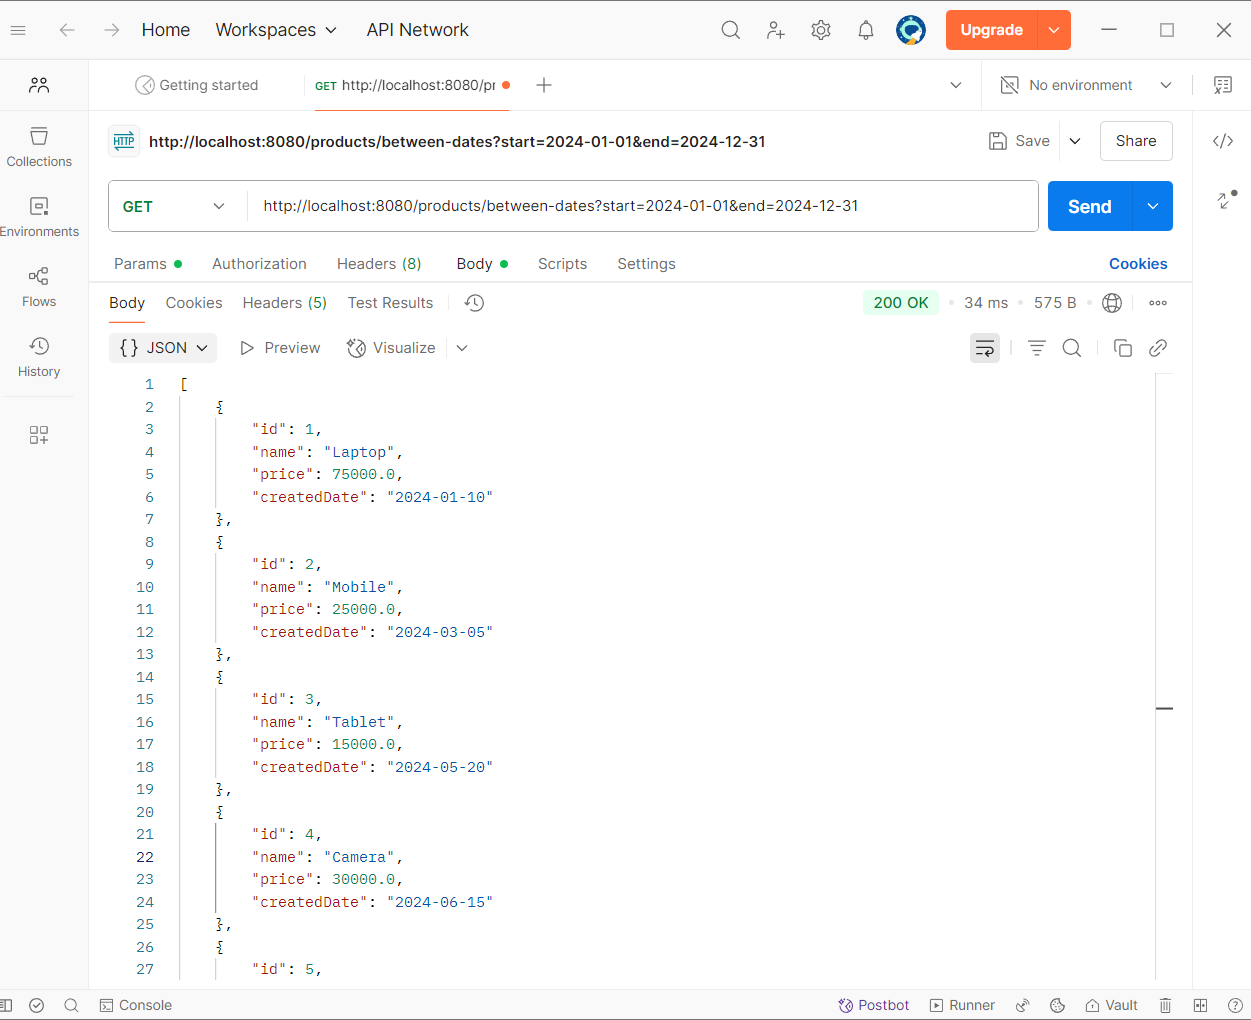 Home Workspaces API Network Upgrade
Getting started GET http://localhost:8080/pr No environment
HTTP http://localhost:8080/products/between-dates?start=2024-01-01&end=2024-12-31 Save Share
Collections
GET http://localhost:8080/products/between-dates?start=2024-01-01&end=2024-12-31 Send
Environments
Params Authorization Headers (8) Body Scripts Settings Cookies
Flows
Body Cookies Headers (5) Test Results 200 OK 34 ms 575 B
History
{} JSON Preview Visualize
1 [
2 {
3 "id": 1,
4 "name": "Laptop",
5 "price": 75000.0,
6 "createdDate": "2024-01-10"
7 },
8 {
9 "id": 2,
10 "name": "Mobile",
11 "price": 25000.0,
12 "createdDate": "2024-03-05"
13 },
14 {
15 "id": 3,
16 "name": "Tablet",
17 "price": 15000.0,
18 "createdDate": "2024-05-20"
19 },
20 {
21 "id": 4,
22 "name": "Camera",
23 "price": 30000.0,
24 "createdDate": "2024-06-15"
25 },
26 {
27 "id": 5,
Console Postbot Runner Vault